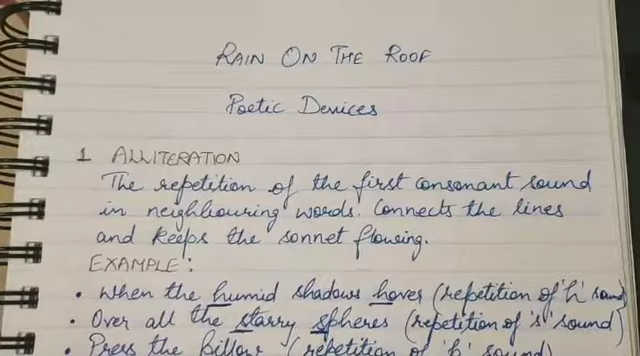 RAIN ON THE ROOF
Poetic Devices
1 ALLITERATION
The repetition of the first consonant sound
in neighbouring words. Connects the lines
and keeps the sonnet flowing.
EXAMPLE:
• When the humid shadows hover (repetition of 'h' sound
• Over all the starry spheres (repetition of 's' sound)
• Press the pillow (repetition of 'p' sound)